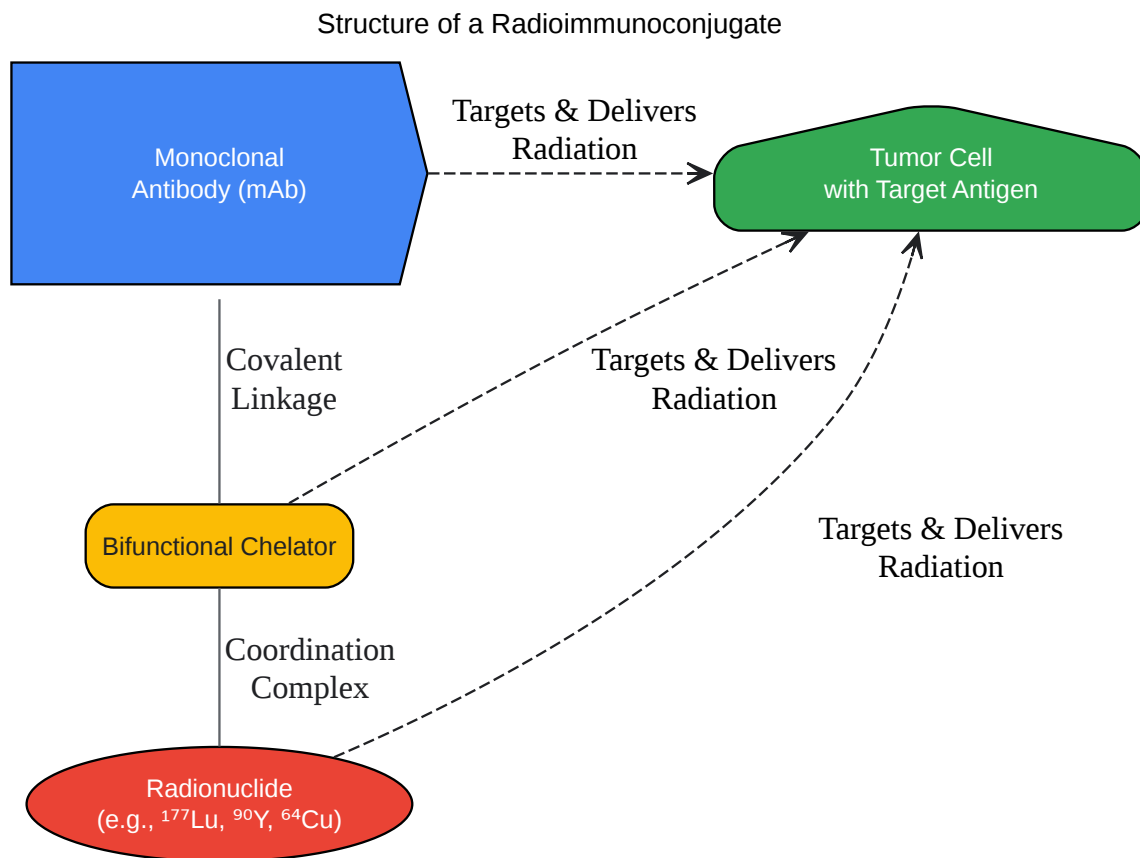 Structure of a Radioimmunoconjugate
Monoclonal
Antibody (mAb)
Targets & Delivers
Radiation
Tumor Cell
with Target Antigen
Covalent
Linkage
Targets & Delivers
Radiation
Bifunctional Chelator
Targets & Delivers
Radiation
Coordination
Complex
Radionuclide
(e.g., ¹⁷⁷Lu, ⁹⁰Y, ⁶⁴Cu)